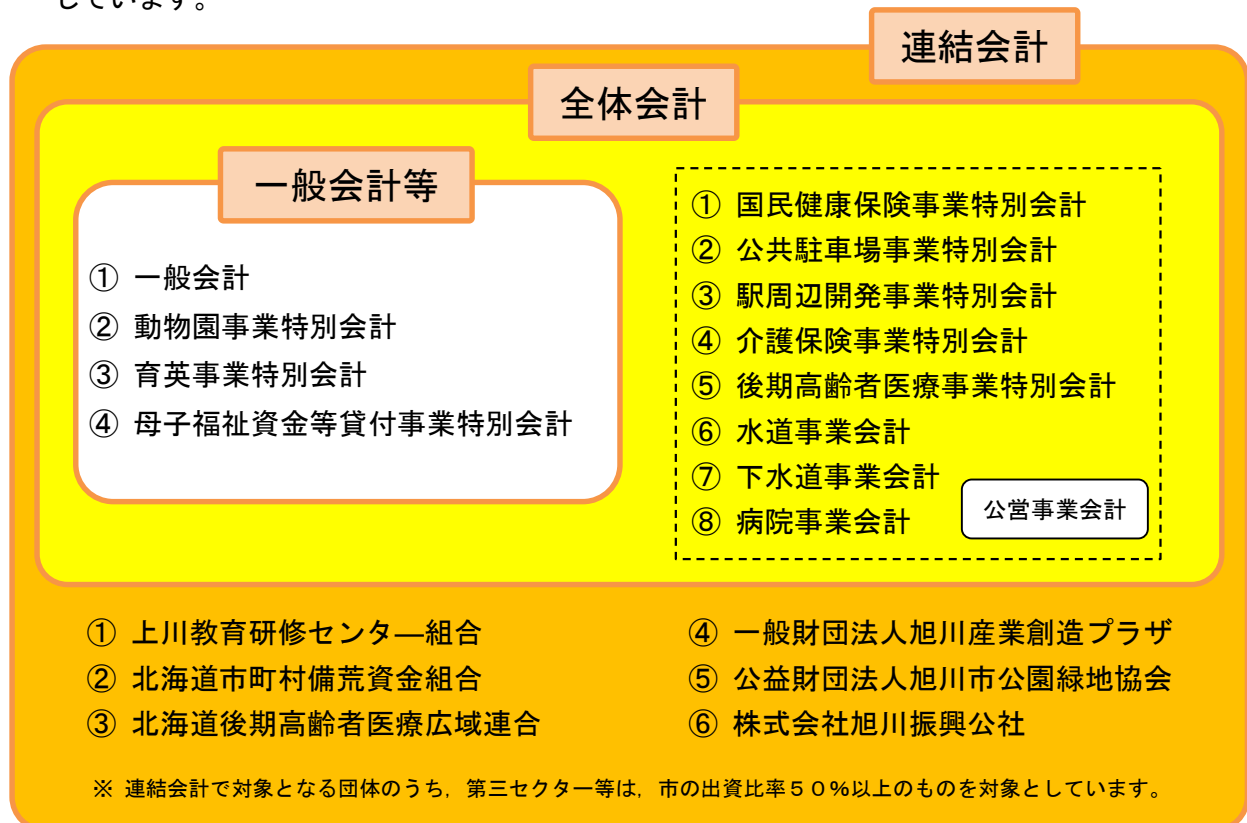 しています。
連結会計
全体会計
一般会計等
① 一般会計
② 動物園事業特別会計
③ 育英事業特別会計
④ 母子福祉資金等貸付事業特別会計
① 国民健康保険事業特別会計
② 公共駐車場事業特別会計
③ 駅周辺開発事業特別会計
④ 介護保険事業特別会計
⑤ 後期高齢者医療事業特別会計
⑥ 水道事業会計
⑦ 下水道事業会計
⑧ 病院事業会計
公営事業会計
① 上川教育研修センタ―組合
② 北海道市町村備荒資金組合
③ 北海道後期高齢者医療広域連合
④ 一般財団法人旭川産業創造プラザ
⑤ 公益財団法人旭川市公園緑地協会
⑥ 株式会社旭川振興公社
※ 連結会計で対象となる団体のうち，第三セクター等は，市の出資比率５０％以上のものを対象としています。